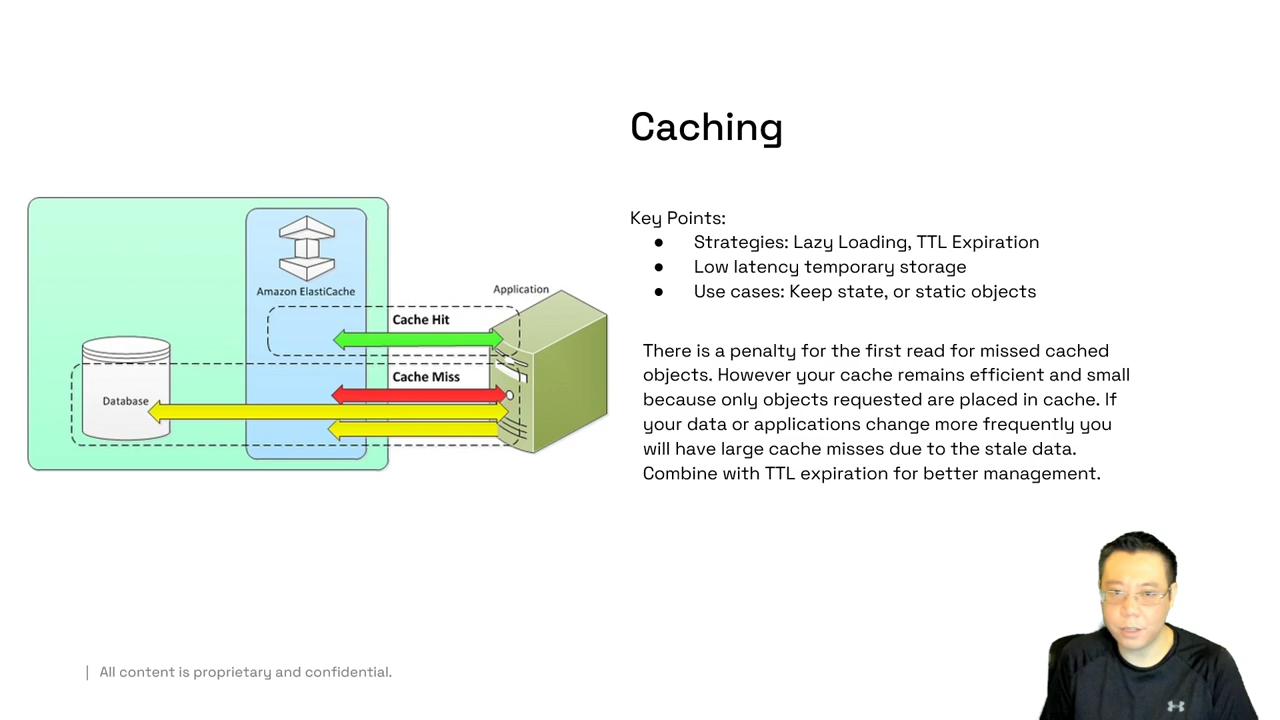 Caching
Amazon ElastiCache
Application
Cache Hit
Cache Miss
Database
Key Points:
● Strategies: Lazy Loading, TTL Expiration
● Low latency temporary storage
● Use cases: Keep state, or static objects
There is a penalty for the first read for missed cached
objects. However your cache remains efficient and small
because only objects requested are placed in cache. If
your data or applications change more frequently you
will have large cache misses due to the stale data.
Combine with TTL expiration for better management.
| All content is proprietary and confidential.